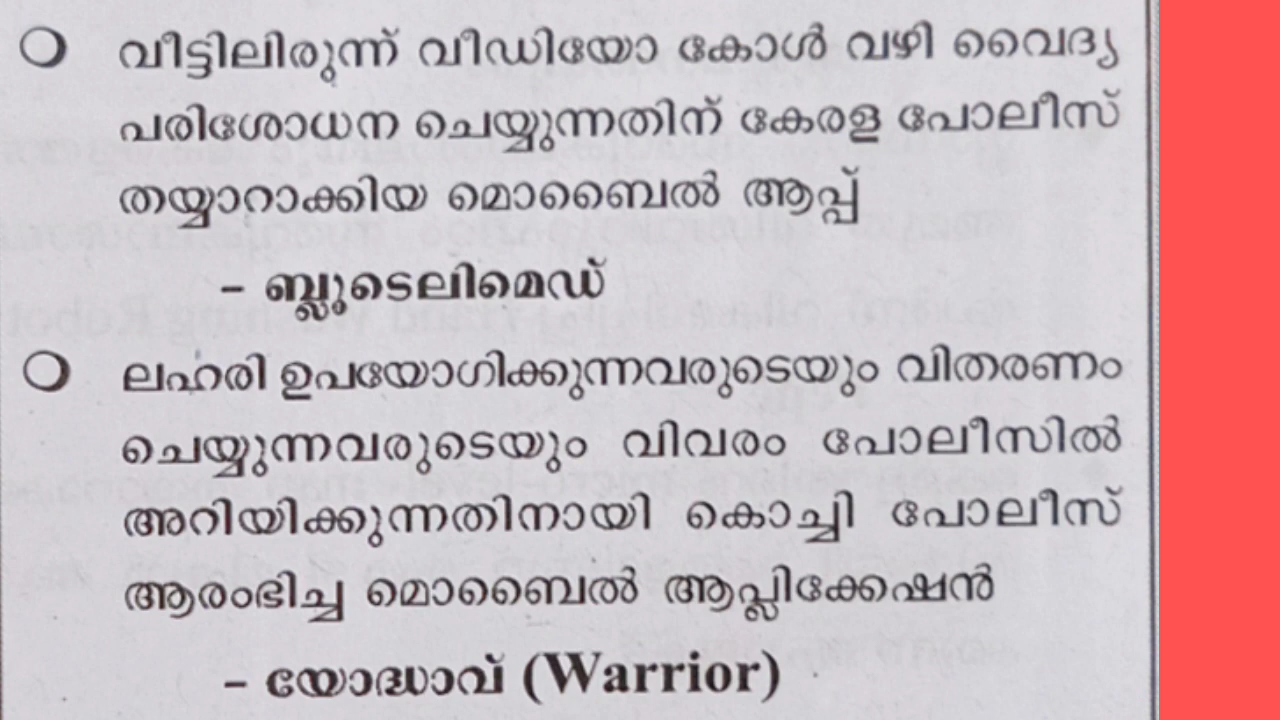 വീട്ടിലിരുന്ന് വീഡിയോ കോൾ വഴി വൈദ്യ
പരിശോധന ചെയ്യുന്നതിന് കേരള പോലീസ്
തയ്യാറാക്കിയ മൊബൈൽ ആപ്പ്
– ബ്ലുടെലിമെഡ്
ലഹരി ഉപയോഗിക്കുന്നവരുടെയും വിതരണം
ചെയ്യുന്നവരുടെയും വിവരം പോലീസിൽ
അറിയിക്കുന്നതിനായി കൊച്ചി പോലീസ്
ആരംഭിച്ച മൊബൈൽ ആപ്ലിക്കേഷൻ
– യോദ്ധാവ് (Warrior)